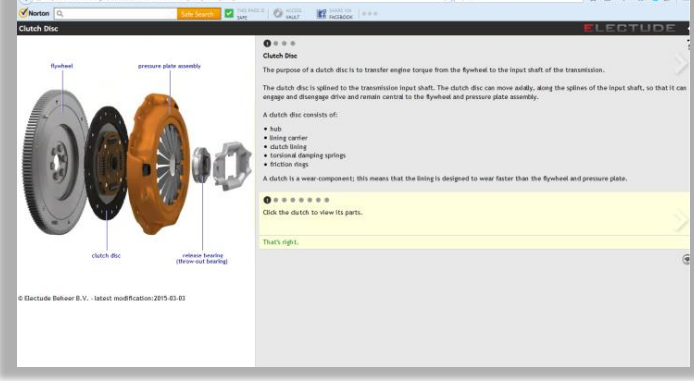 Norton
Safe Search
THIS PAGE IS
SAFE
ACCESS
VAULT
SHARE ON
FACEBOOK
Clutch Disc
ELECTUDE
flywheel
pressure plate assembly
clutch disc
release bearing
(throw-out bearing)
© Electude Beheer B.V. - latest modification:2015-03-03
Clutch Disc
The purpose of a clutch disc is to transfer engine torque from the flywheel to the input shaft of the transmission.
The clutch disc is splined to the transmission input shaft. The clutch disc can move axially, along the splines of the input shaft, so that it can
engage and disengage drive and remain central to the flywheel and pressure plate assembly.
A clutch disc consists of:
• hub
• lining carrier
• clutch lining
• torsional damping springs
• friction rings
A clutch is a wear-component; this means that the lining is designed to wear faster than the flywheel and pressure plate.
Click the clutch to view its parts.
That's right.